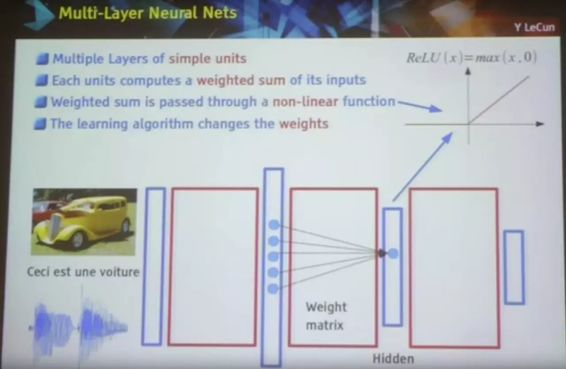 Multi-Layer Neural Nets
Y LeCun
Multiple Layers of simple units
Each units computes a weighted sum of its inputs
Weighted sum is passed through a non-linear function
The learning algorithm changes the weights
ReLU(x)=max(x,0)
Ceci est une voiture
Weight
matrix
Hidden